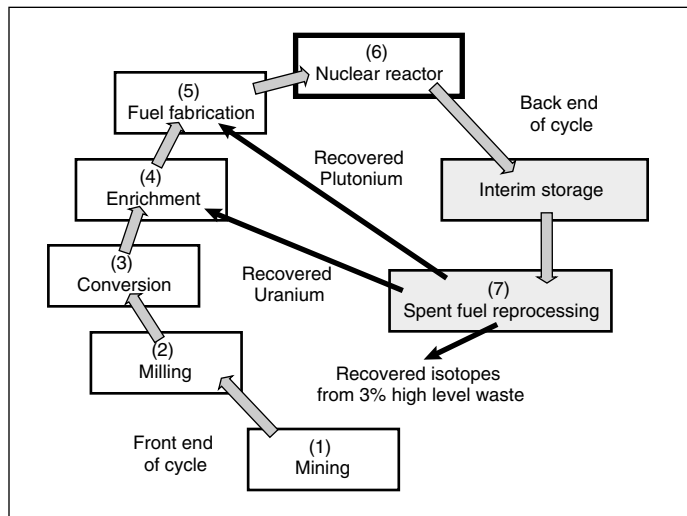 (6)
Nuclear reactor
(5)
Fuel fabrication
Back end
of cycle
Recovered
Plutonium
(4)
Enrichment
Interim storage
(3)
Conversion
Recovered
Uranium
(7)
Spent fuel reprocessing
(2)
Milling
Recovered isotopes
from 3% high level waste
Front end
of cycle
(1)
Mining